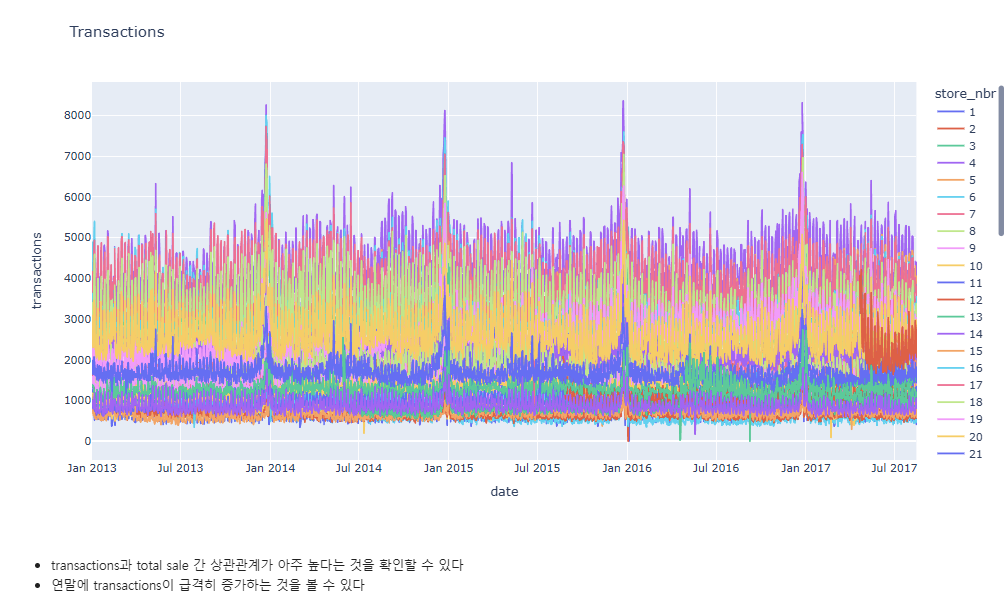 Transactions
store_nbr
8000
7000
6000
5000
4000
3000
2000
1000
0
transactions
Jan 2013
Jul 2013
Jan 2014
Jul 2014
Jan 2015
Jul 2015
Jan 2016
Jul 2016
Jan 2017
Jul 2017
date
1
2
3
4
5
6
7
8
9
10
11
12
13
14
15
16
17
18
19
20
21
transactions과 total sale 간 상관관계가 아주 높다는 것을 확인할 수 있다
연말에 transactions이 급격히 증가하는 것을 볼 수 있다